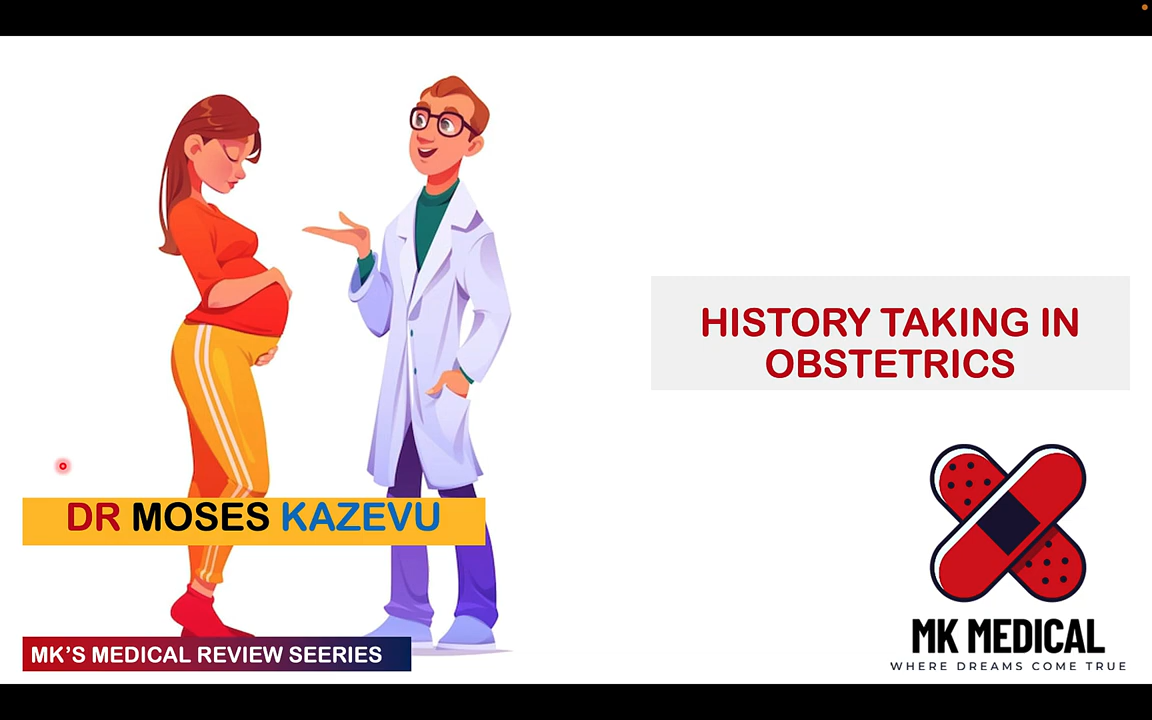 HISTORY TAKING IN
OBSTETRICS
DR MOSES KAZEVU
MK'S MEDICAL REVIEW SEERIES
MK MEDICAL
WHERE DREAMS COME TRUE